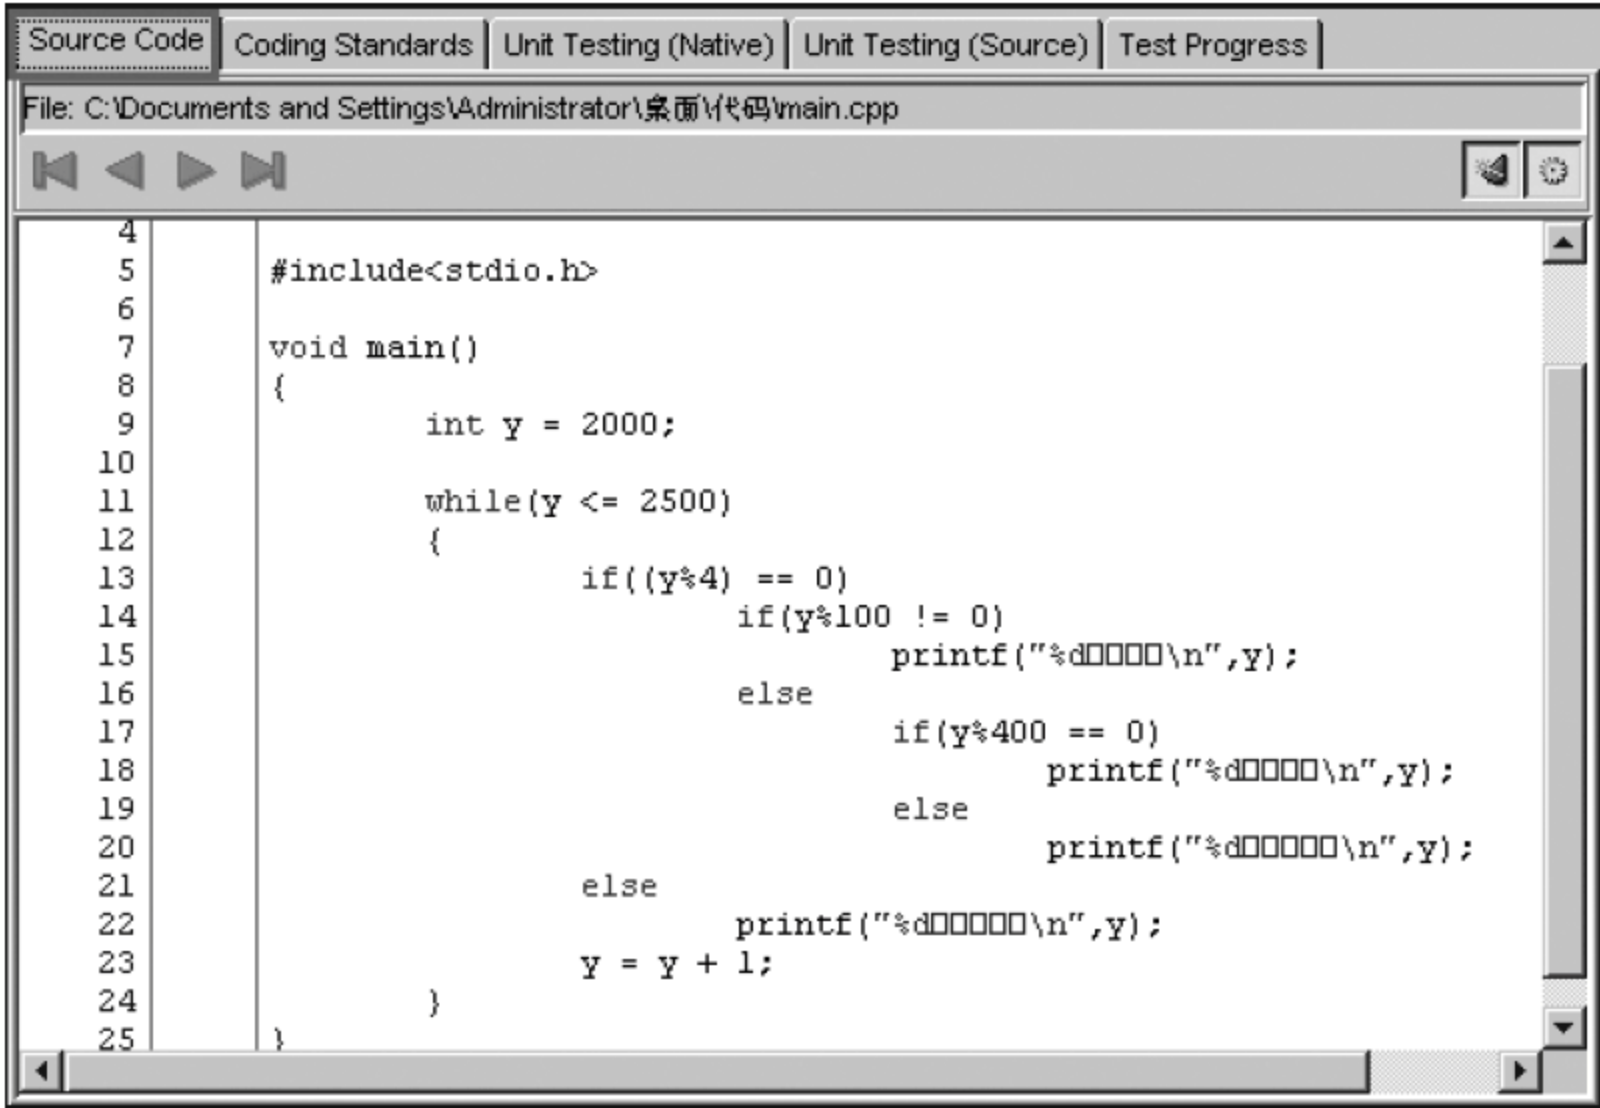 Source Code Coding Standards Unit Testing (Native) Unit Testing (Source) Test Progress
File: C:\Documents and Settings\Administrator\桌面\代码\main.cpp
4
5 #include<stdio.h>
6
7 void main()
8 {
9 int y = 2000;
10
11 while(y <= 2500)
12 {
13 if((y%4) == 0)
14 if(y%100 != 0)
15 printf("%d□□□□\n",y);
16 else
17 if(y%400 == 0)
18 printf("%d□□□□\n",y);
19 else
20 printf("%d□□□□□\n",y);
21 else
22 printf("%d□□□□□\n",y);
23 y = y + 1;
24 }
25 }